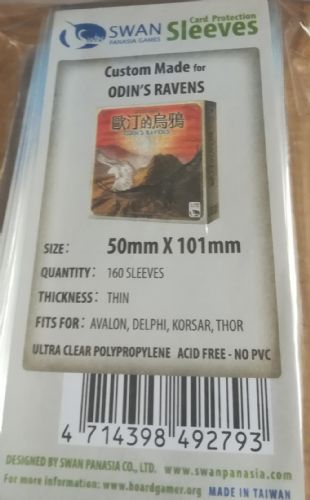 SWAN
PANASIA GAMES
Card Protection
Sleeves
Custom Made for
ODIN'S RAVENS
歐汀的烏鴉
ODIN'S RAVENS
SIZE: 50mm X 101mm
QUANTITY: 160 SLEEVES
THICKNESS: THIN
FITS FOR: AVALON, DELPHI, KORSAR, THOR
ULTRA CLEAR POLYPROPYLENE ACID FREE - NO PVC
4 714398 492793
DESIGNED BY SWAN PANASIA CO., LTD. www.swanpanasia.com
For more information: www.boardgamer.org MADE IN TAIWAN